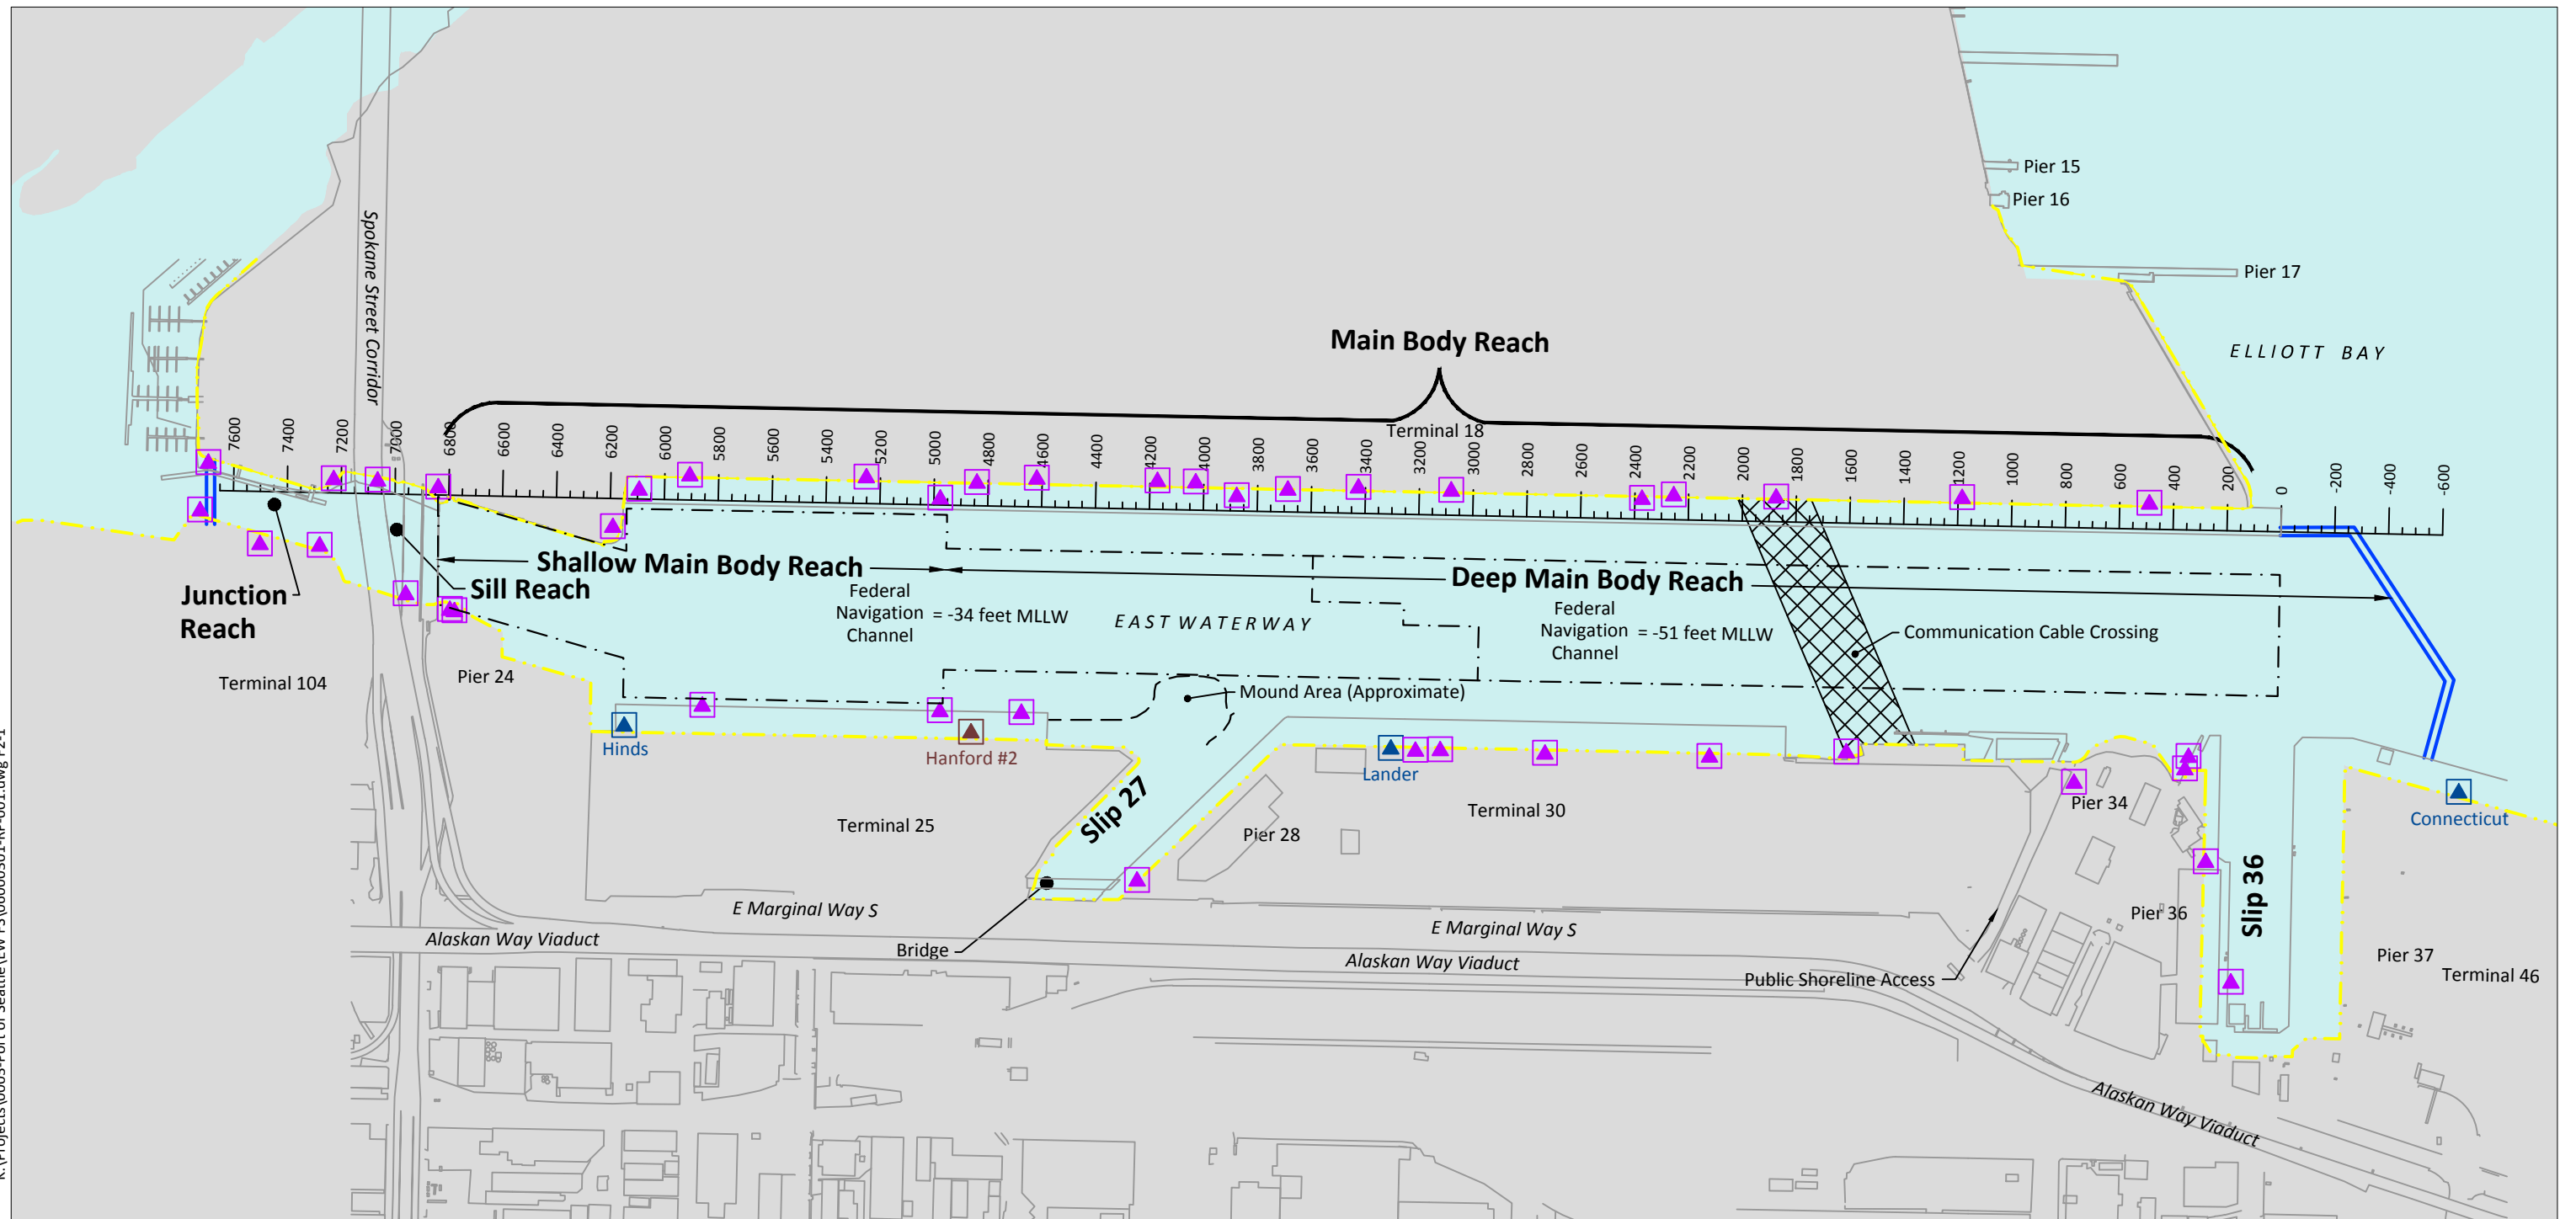 Pier 15
Pier 16
Pier 17
ELLIOTT BAY
Spokane Street Corridor
Main Body Reach
Terminal 18
7600
7400
7200
7000
6800
6600
6400
6200
6000
5800
5600
5400
5200
5000
4800
4600
4400
4200
4000
3800
3600
3400
3200
3000
2800
2600
2400
2200
2000
1800
1600
1400
1200
1000
800
600
400
200
0
-200
-400
-600
Junction
Reach
Sill Reach
Shallow Main Body Reach
Federal
Navigation = -34 feet MLLW
Channel
EAST WATERWAY
Deep Main Body Reach
Federal
Navigation = -51 feet MLLW
Channel
Communication Cable Crossing
Terminal 104
Pier 24
Mound Area (Approximate)
Hinds
Hanford #2
Lander
Connecticut
Terminal 25
Slip 27
Pier 28
Terminal 30
Pier 34
Pier 36
Slip 36
Pier 37
Terminal 46
E Marginal Way S
E Marginal Way S
Alaskan Way Viaduct
Alaskan Way Viaduct
Alaskan Way Viaduct
Bridge
Public Shoreline Access